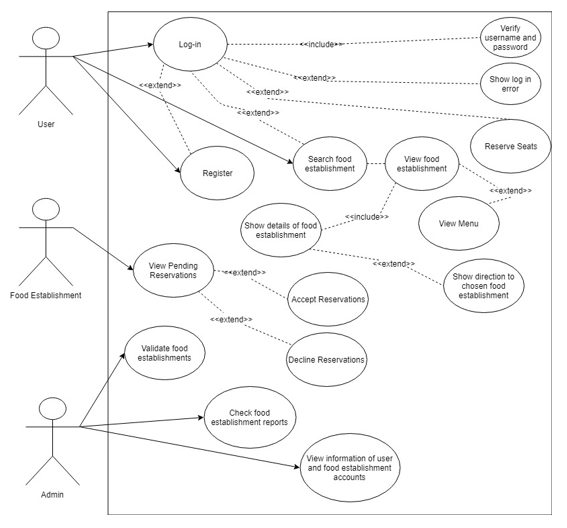 Verify
username and
password
Log-in
<<include>>
<<extend>>
Show log in
error
<<extend>>
<<extend>>
<<extend>>
User
Reserve Seats
Register
Search food
establishment
View food
establishment
<<extend>>
<<include>>
Show details of food
establishment
View Menu
View Pending
Reservations
<<extend>>
<<extend>>
Show direction to
chosen food
establishment
Food Establishment
Accept Reservations
<<extend>>
Validate food
establishments
Decline Reservations
Check food
establishment reports
View information of user
and food establishment
accounts
Admin